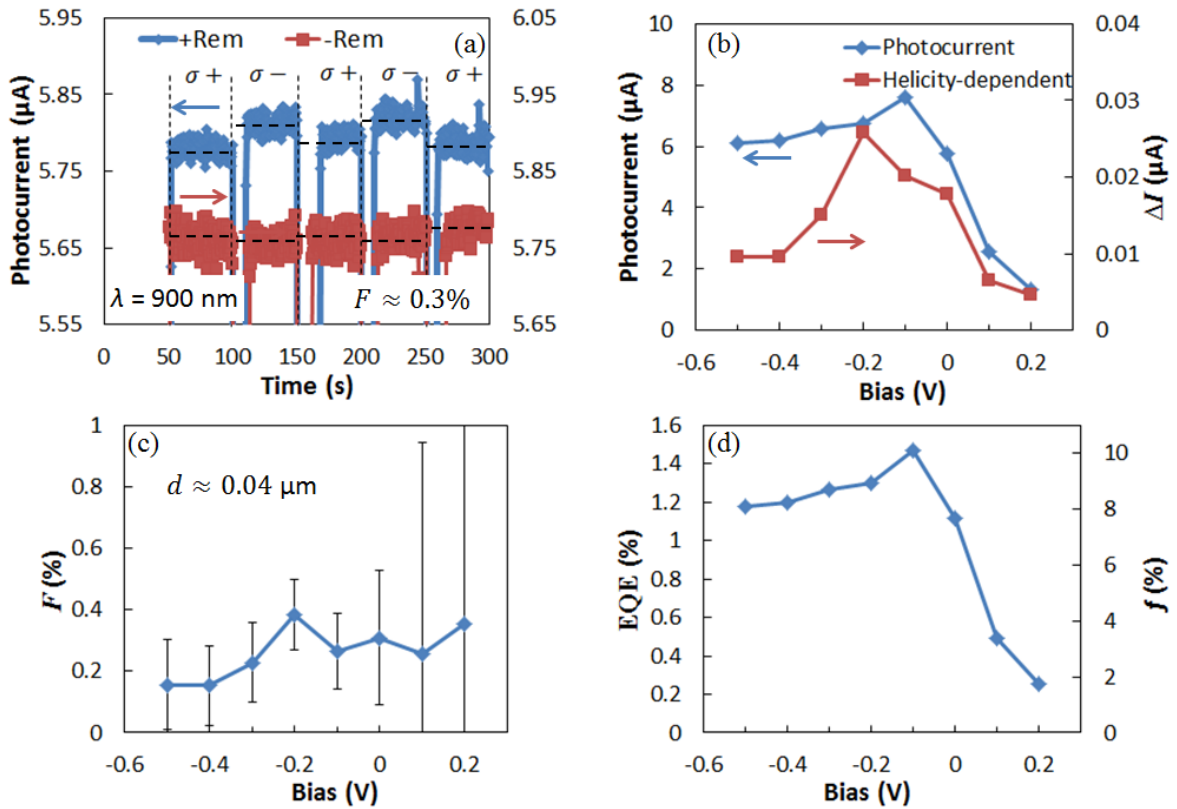 5.95 6.05
+Rem -Rem (a)
σ + σ − σ + σ − σ +
5.85 5.95
5.75 5.85
5.65 5.75
5.55 5.65
λ = 900 nm F ≈ 0.3%
0 50 100 150 200 250 300
Time (s)
Photocurrent (µA)
(b)
Photocurrent
Helicity-dependent
10 0.04
8 0.03
6 0.02
4 0.01
2
0 0
-0.6 -0.4 -0.2 0 0.2
Bias (V)
Photocurrent (µA)
ΔI (µA)
(c)
d ≈ 0.04 µm
1
0.8
0.6
0.4
0.2
0
-0.6 -0.4 -0.2 0 0.2
Bias (V)
F (%)
(d)
1.6
1.4 10
1.2 8
1 6
0.8
0.6 4
0.4 2
0.2
0 0
-0.6 -0.4 -0.2 0 0.2
Bias (V)
EQE (%)
f (%)